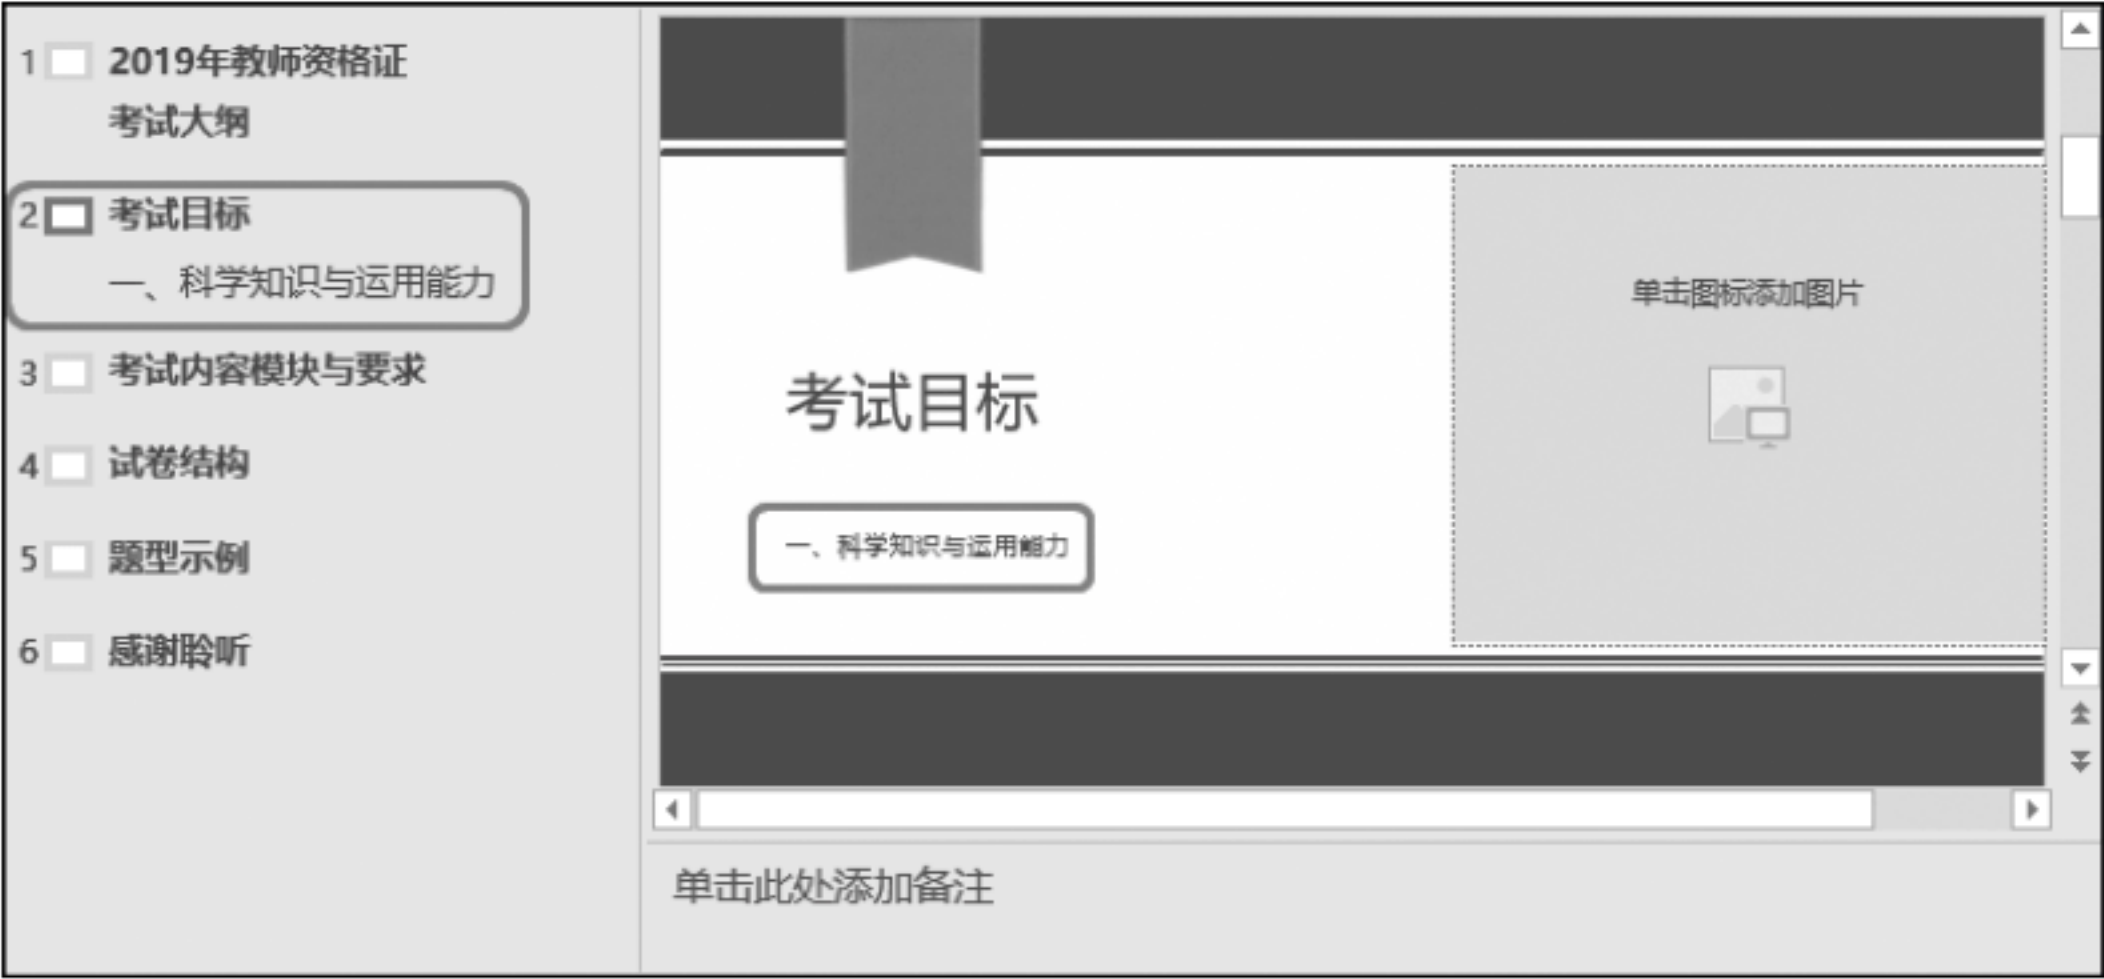 1 2019年教师资格证
考试大纲
2 考试目标
一、科学知识与运用能力
3 考试内容模块与要求
4 试卷结构
5 题型示例
6 感谢聆听
单击图标添加图片
考试目标
一、科学知识与运用能力
单击此处添加备注